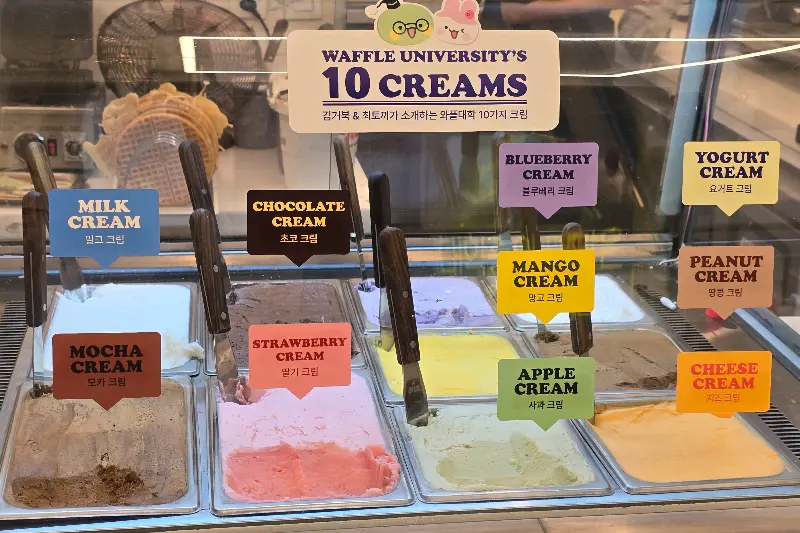 WAFFLE UNIVERSITY'S
10 CREAMS
김거북 & 최토끼가 소개하는 와플대학 10가지 크림
BLUEBERRY
CREAM
블루베리 크림
YOGURT
CREAM
요거트 크림
MILK
CREAM
밀크 크림
CHOCOLATE
CREAM
초코 크림
MANGO
CREAM
망고 크림
PEANUT
CREAM
땅콩 크림
MOCHA
CREAM
모카 크림
STRAWBERRY
CREAM
딸기 크림
APPLE
CREAM
사과 크림
CHEESE
CREAM
치즈 크림